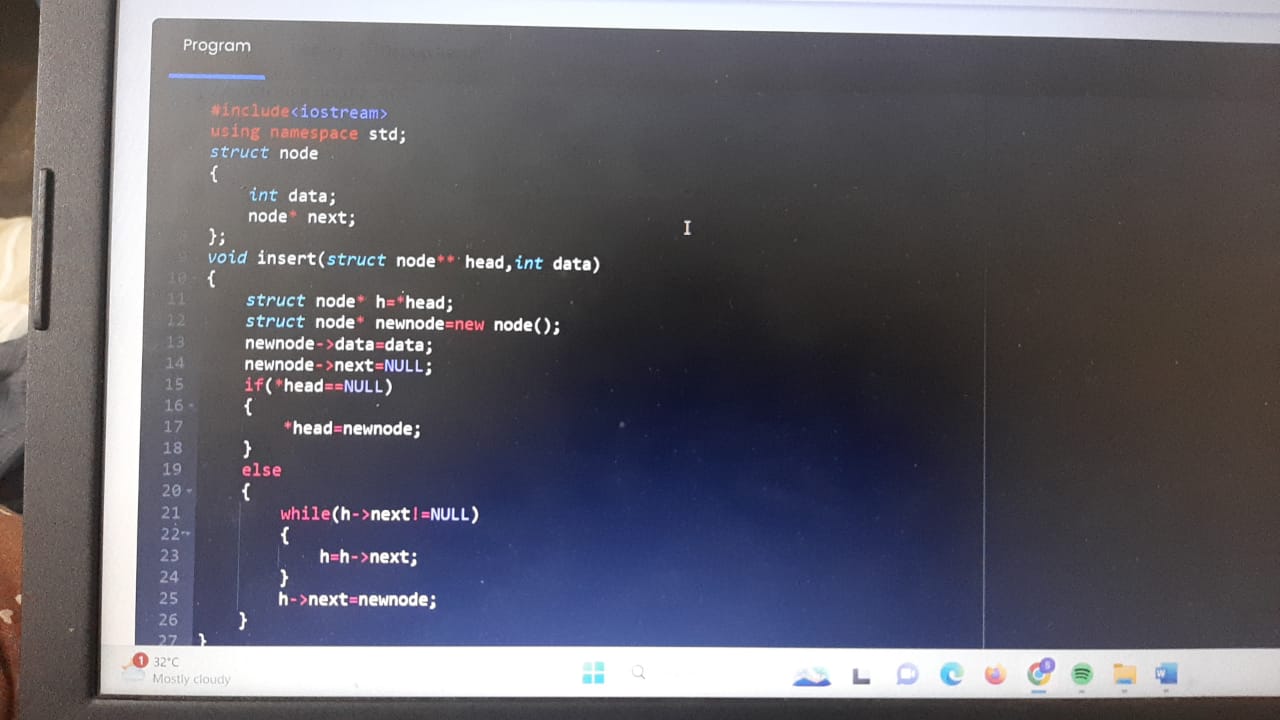 Program
#include<iostream>
using namespace std;
struct node
{
int data;
node* next;
};
9 void insert(struct node** head,int data)
10 {
11 struct node* h=*head;
12 struct node* newnode=new node();
13 newnode->data=data;
14 newnode->next=NULL;
15 if(*head==NULL)
16 {
17 *head=newnode;
18 }
19 else
20 {
21 while(h->next!=NULL)
22 {
23 h=h->next;
24 }
25 h->next=newnode;
26 }
27 }
1 32°C
Mostly cloudy